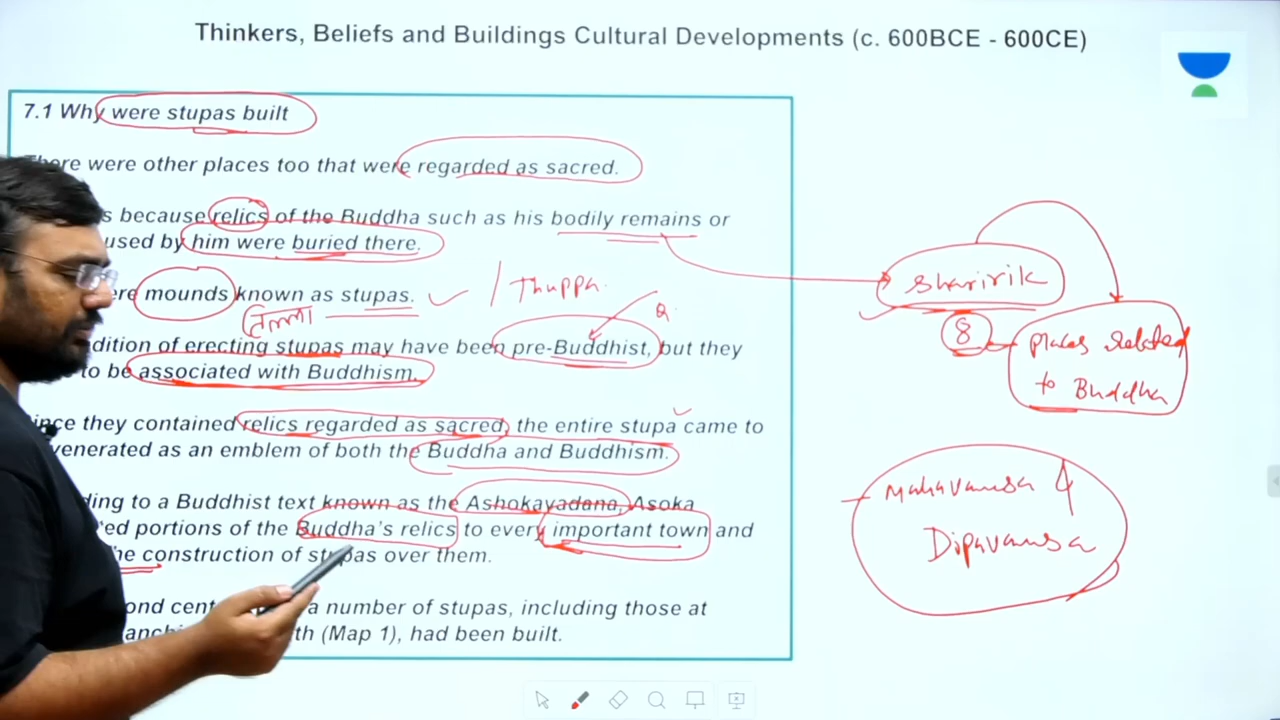 Thinkers, Beliefs and Buildings Cultural Developments (c. 600BCE - 600CE)
7.1 Why were stupas built
There were other places too that were regarded as sacred.
because relics of the Buddha such as his bodily remains or
used by him were buried there.
mounds known as stupas. / Thuppa
टिल्ला
erecting stupas may have been pre-Buddhist, but they
to be associated with Buddhism.
contained relics regarded as sacred, the entire stupa came to
venerated as an emblem of both the Buddha and Buddhism.
to a Buddhist text known as the Ashokavadana, Asoka
portions of the Buddha's relics to every important town and
the construction of stupas over them.
a number of stupas, including those at
(Map 1), had been built.
Sharirik
8
Places related
to Buddha
Mahavamsa &
Dipavamsa